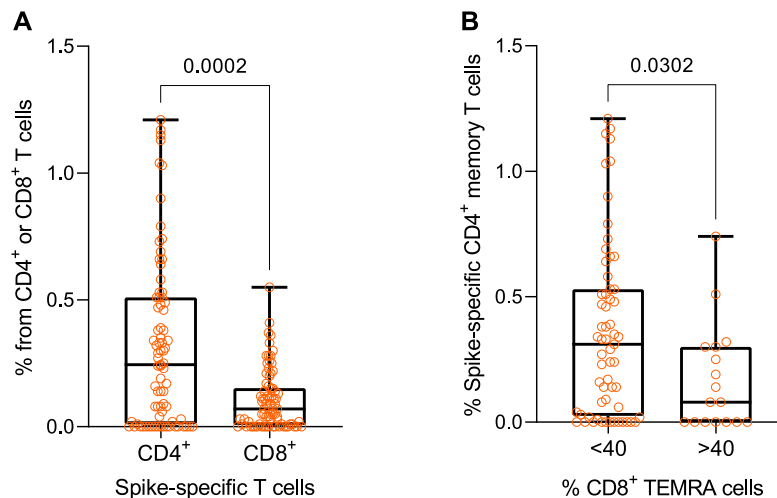 A
1.5
1.0
0.5
0.0
% from CD4⁺ or CD8⁺ T cells
0.0002
CD4⁺
CD8⁺
Spike-specific T cells
B
1.5
1.0
0.5
0.0
% Spike-specific CD4⁺ memory T cells
0.0302
<40
>40
% CD8⁺ TEMRA cells